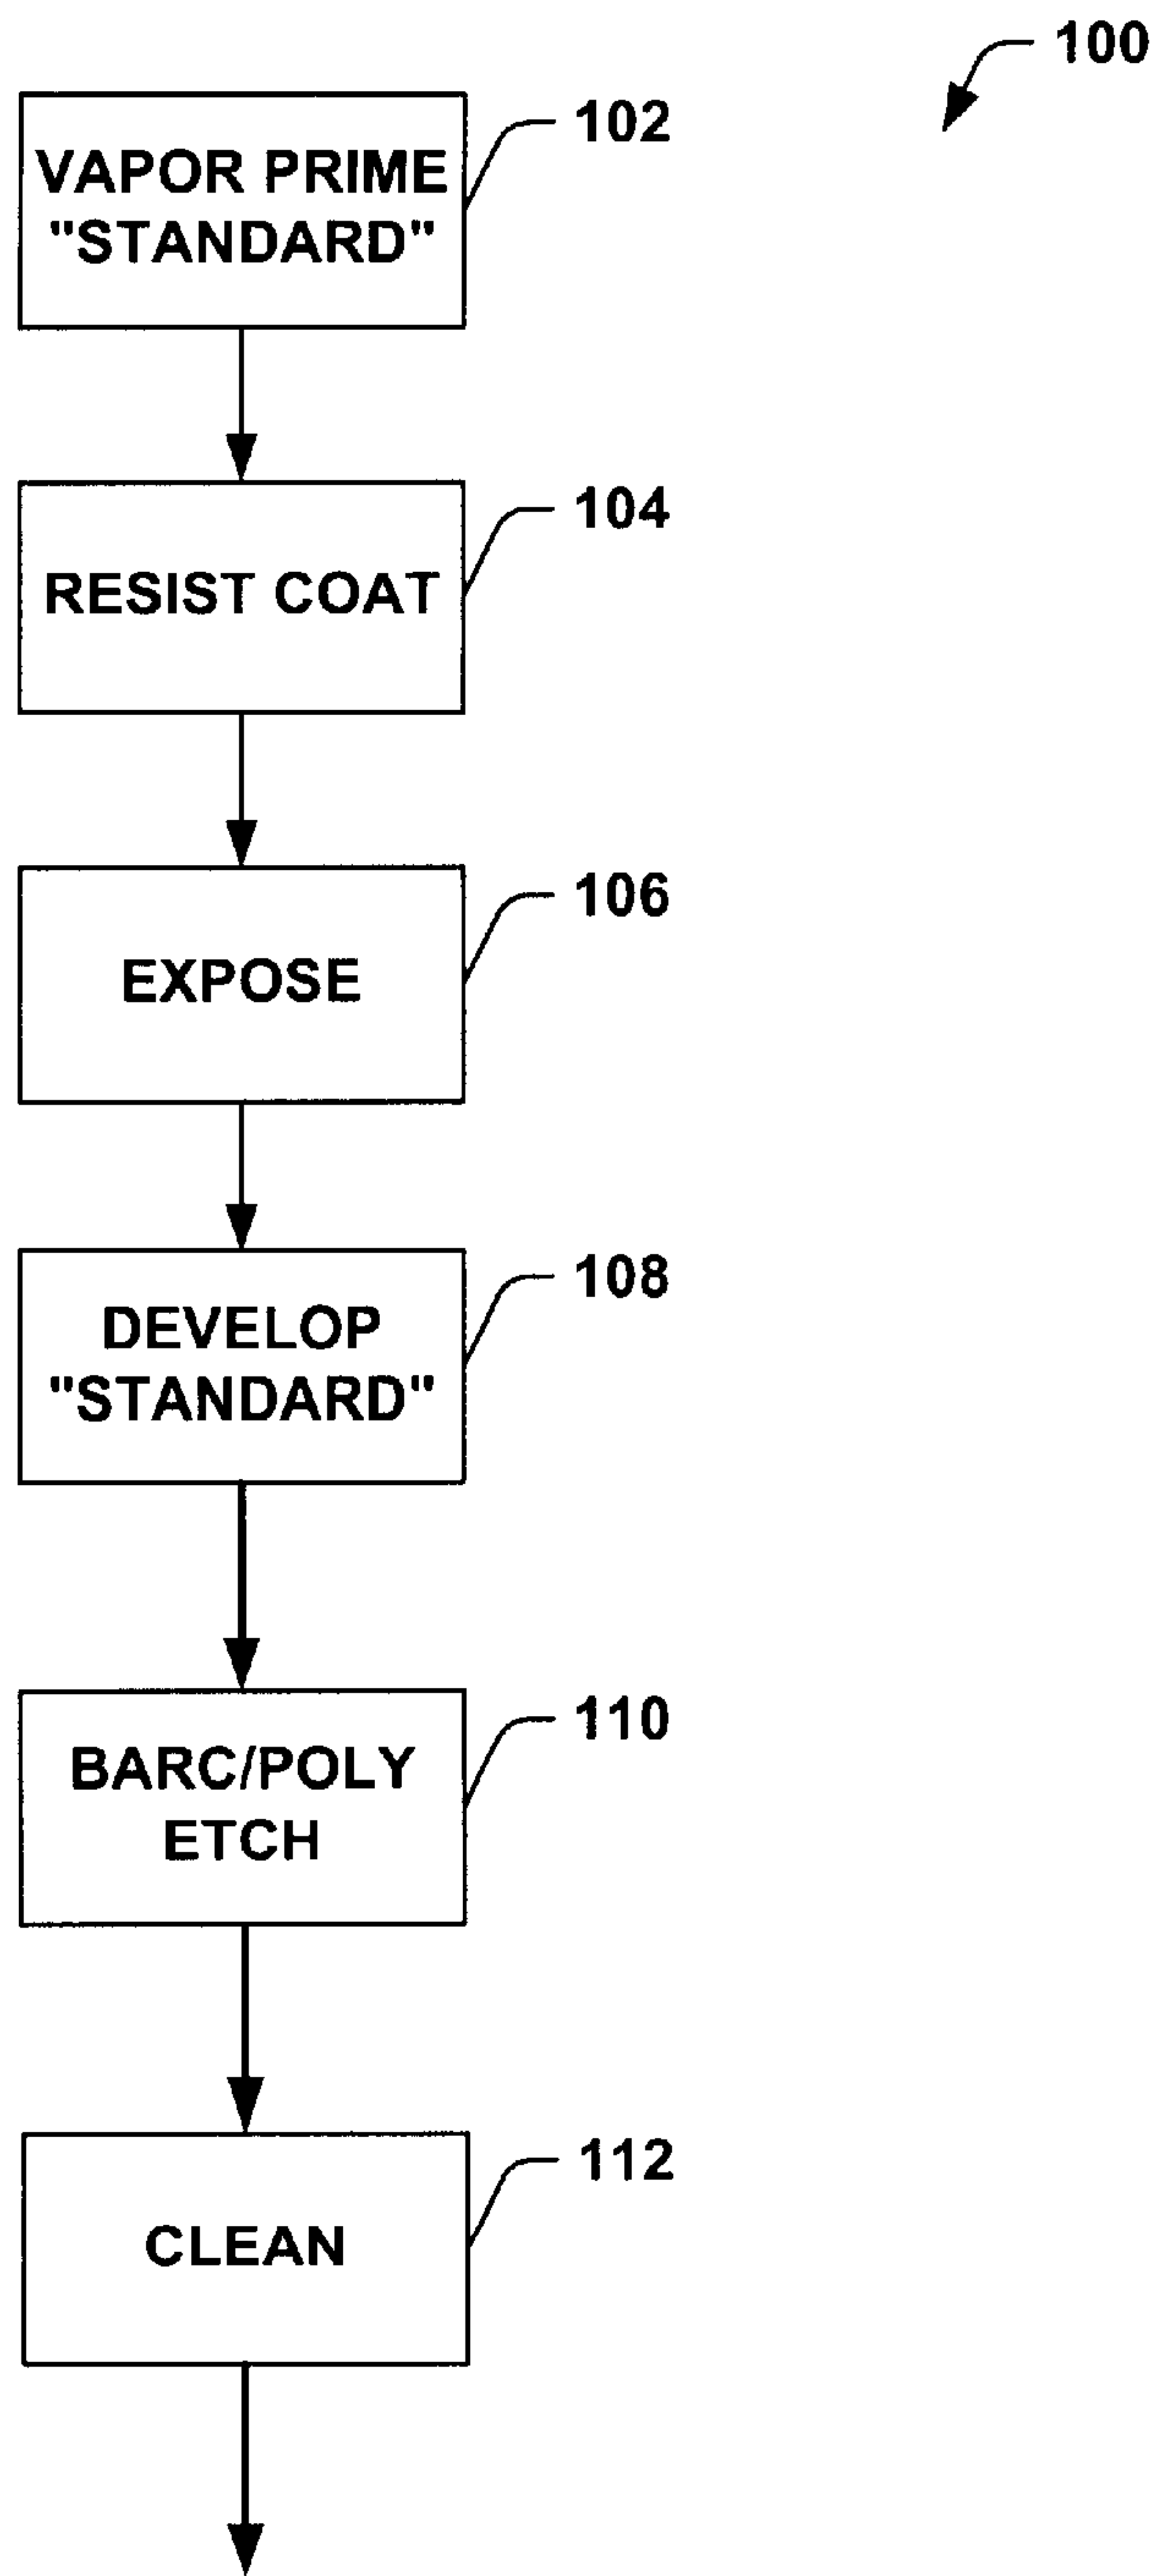 100
VAPOR PRIME
"STANDARD"
102
RESIST COAT
104
EXPOSE
106
DEVELOP
"STANDARD"
108
BARC/POLY
ETCH
110
CLEAN
112